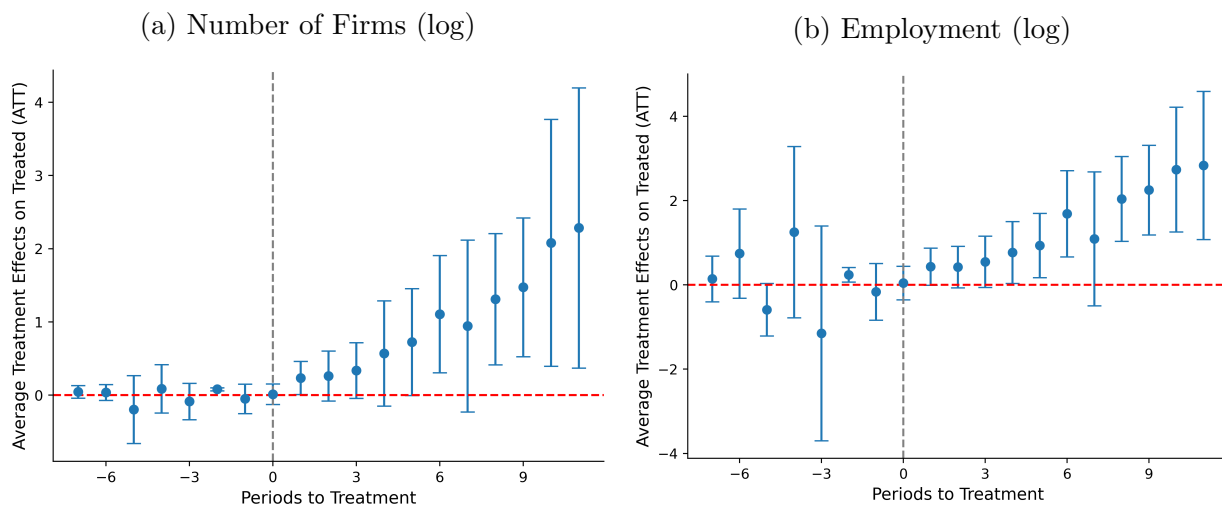 (a) Number of Firms (log)
Average Treatment Effects on Treated (ATT)
4
3
2
1
0
−6 −3 0 3 6 9
Periods to Treatment
(b) Employment (log)
Average Treatment Effects on Treated (ATT)
4
2
0
−2
−4
−6 −3 0 3 6 9
Periods to Treatment